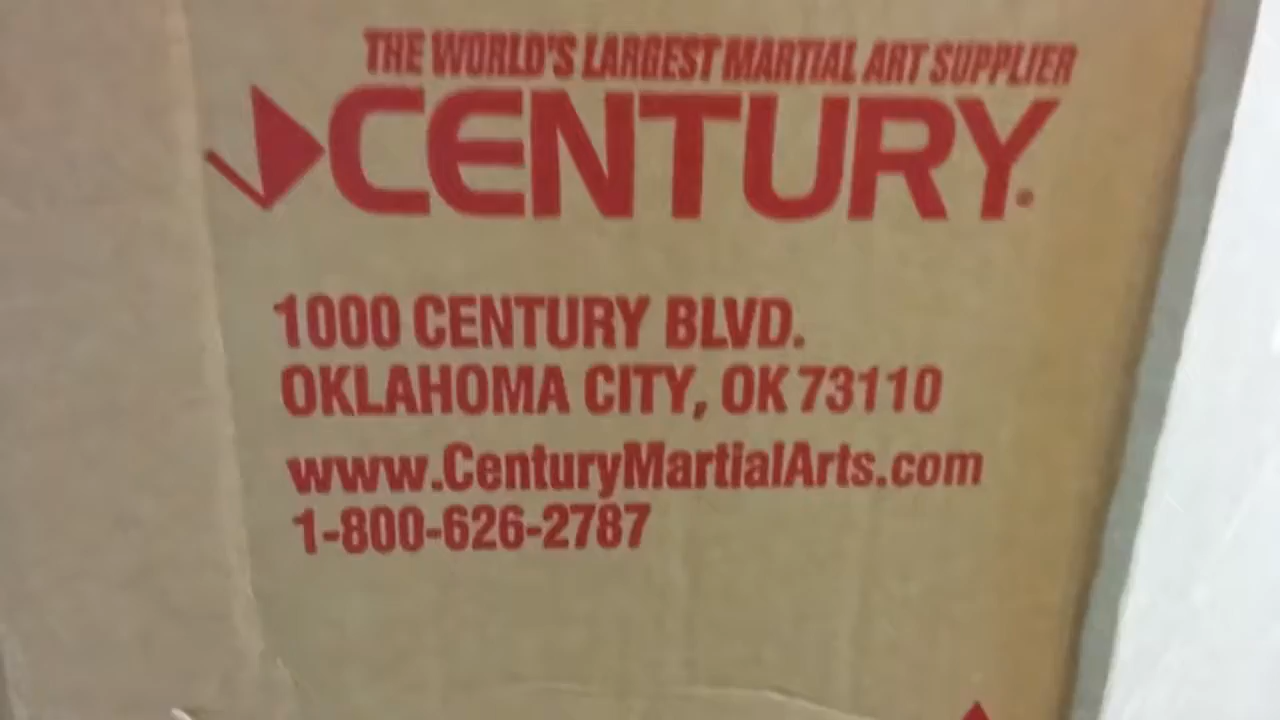 THE WORLD'S LARGEST MARTIAL ART SUPPLIER
CENTURY.
1000 CENTURY BLVD.
OKLAHOMA CITY, OK 73110
www.CenturyMartialArts.com
1-800-626-2787